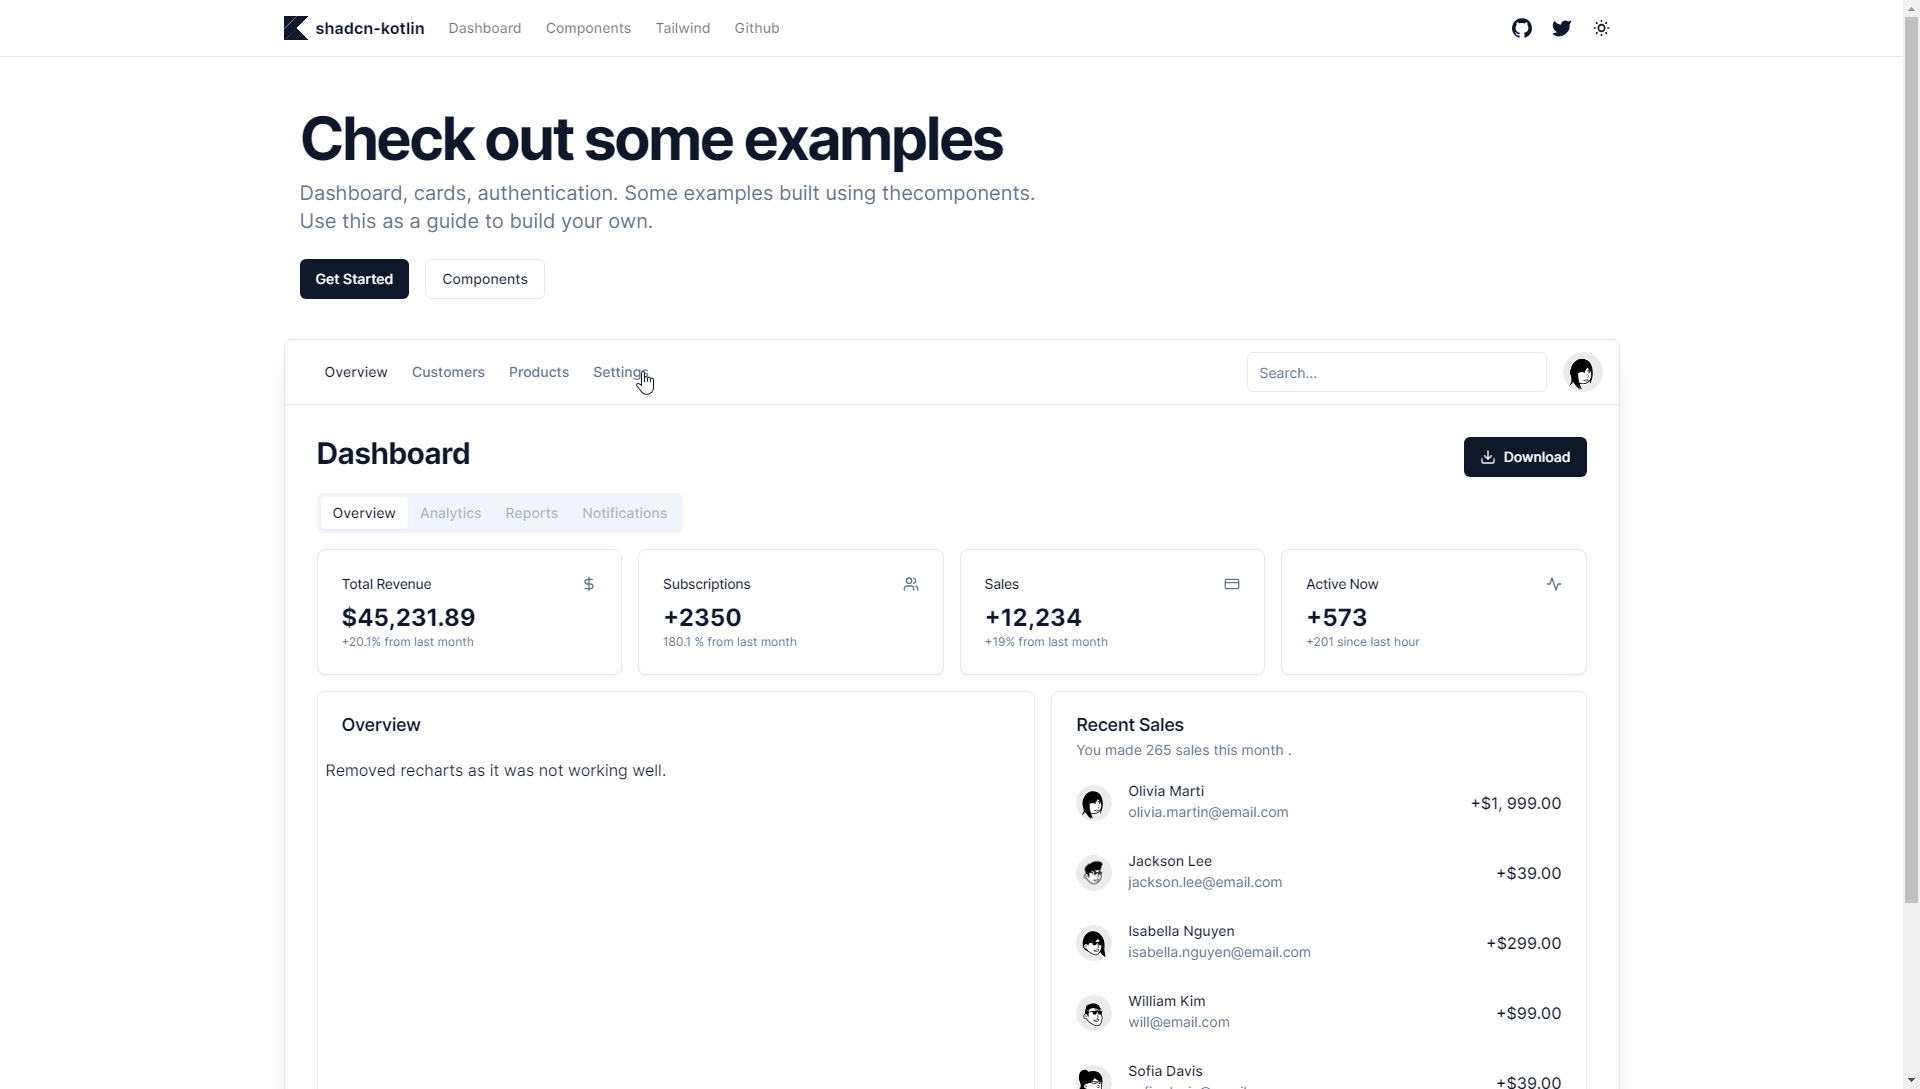 shadcn-kotlin Dashboard Components Tailwind Github
Check out some examples
Dashboard, cards, authentication. Some examples built using thecomponents.
Use this as a guide to build your own.
Get Started Components
Overview Customers Products Settings Search...
Dashboard
Download
Overview Analytics Reports Notifications
Total Revenue
$45,231.89
+20.1% from last month
Subscriptions
+2350
180.1 % from last month
Sales
+12,234
+19% from last month
Active Now
+573
+201 since last hour
Overview
Removed recharts as it was not working well.
Recent Sales
You made 265 sales this month .
Olivia Marti
olivia.martin@email.com
+$1, 999.00
Jackson Lee
jackson.lee@email.com
+$39.00
Isabella Nguyen
isabella.nguyen@email.com
+$299.00
William Kim
will@email.com
+$99.00
Sofia Davis
+$39.00